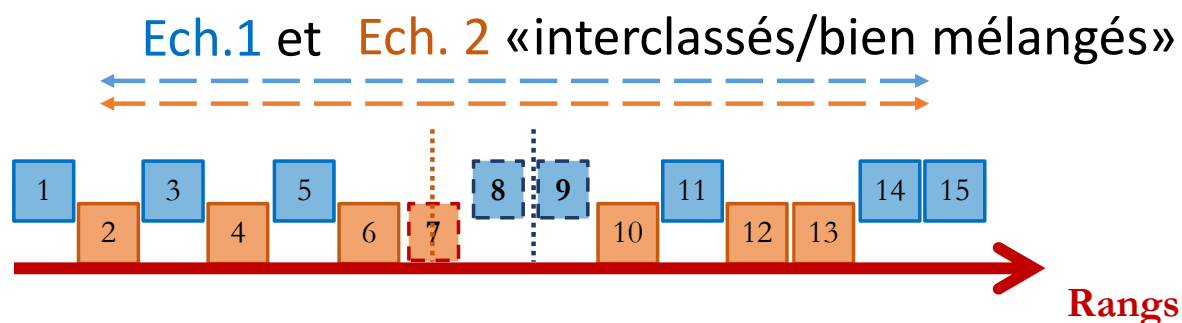 Ech.1 et Ech. 2 «interclassés/bien mélangés»
1 3 5 8 9 11 14 15
2 4 6 7 10 12 13
Rangs